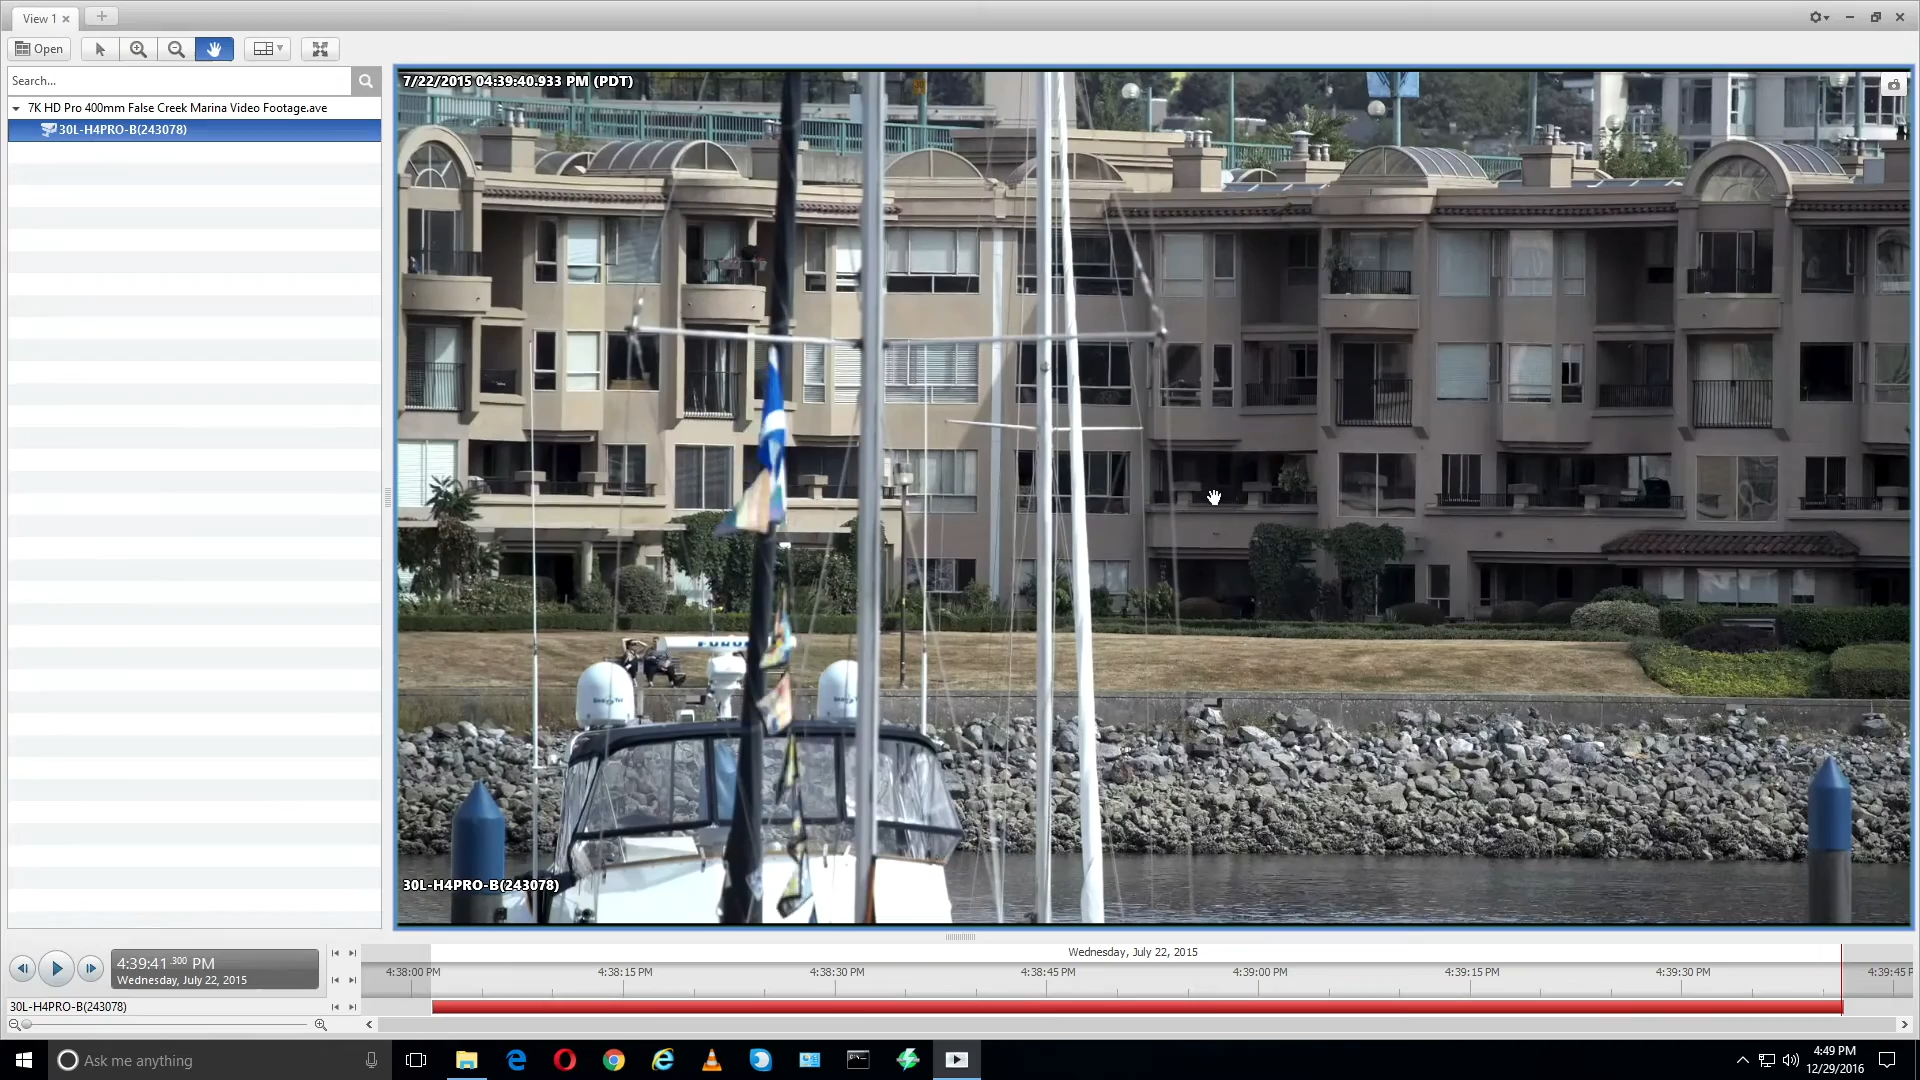 View 1
Open
Search...
7K HD Pro 400mm False Creek Marina Video Footage.ave
30L-H4PRO-B(243078)
7/22/2015 04:39:40.933 PM (PDT)
30L-H4PRO-B(243078)
4:39:41 .300 PM
Wednesday, July 22, 2015
Wednesday, July 22, 2015
4:38:00 PM 4:38:15 PM 4:38:30 PM 4:38:45 PM 4:39:00 PM 4:39:15 PM 4:39:30 PM 4:39:45 P
30L-H4PRO-B(243078)
Ask me anything
4:49 PM
12/29/2016